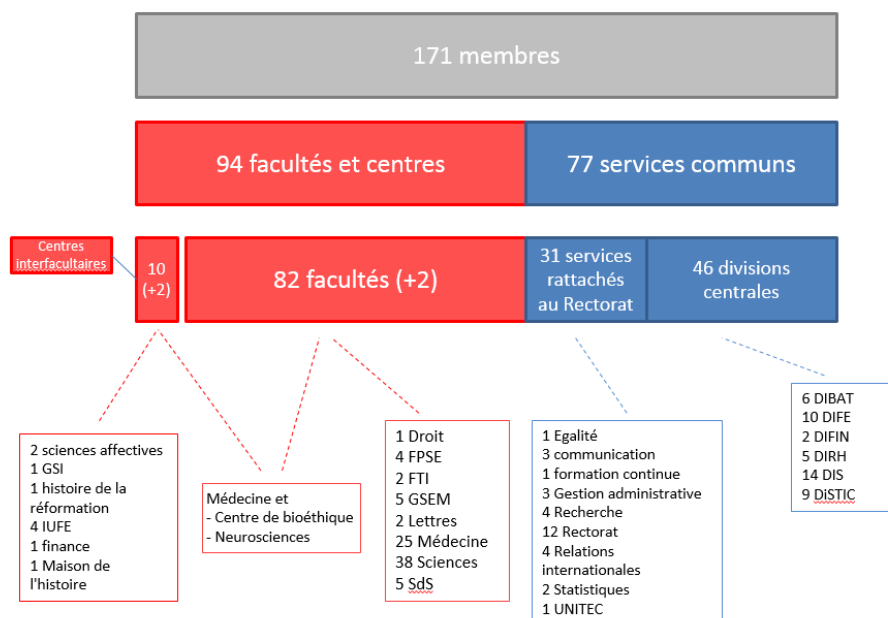 171 membres
94 facultés et centres
77 services communs
Centres
interfacultaires
10
(+2)
82 facultés (+2)
31 services
rattachés
au Rectorat
46 divisions
centrales
2 sciences affectives
1 GSI
1 histoire de la
réformation
4 IUFE
1 finance
1 Maison de
l'histoire
Médecine et
- Centre de bioéthique
- Neurosciences
1 Droit
4 FPSE
2 FTI
5 GSEM
2 Lettres
25 Médecine
38 Sciences
5 SdS
1 Egalité
3 communication
1 formation continue
3 Gestion administrative
4 Recherche
12 Rectorat
4 Relations
internationales
2 Statistiques
1 UNITEC
6 DIBAT
10 DIFE
2 DIFIN
5 DIRH
14 DIS
9 DiSTIC